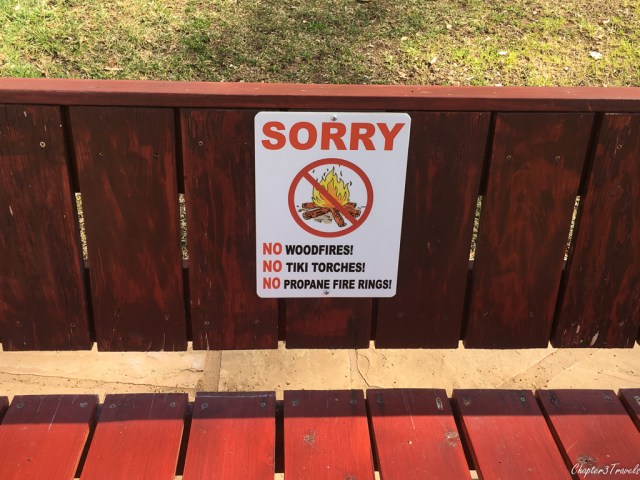 SORRY
NO WOODFIRES!
NO TIKI TORCHES!
NO PROPANE FIRE RINGS!
Chapter3Travels